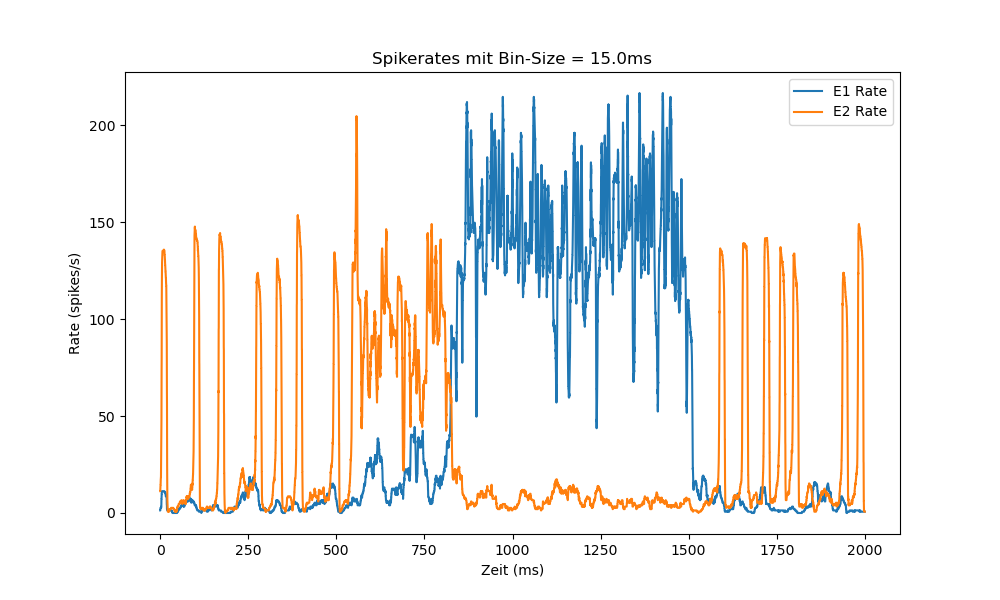 Spikerates mit Bin-Size = 15.0ms
E1 Rate
E2 Rate
Rate (spikes/s)
200
150
100
50
0
0 250 500 750 1000 1250 1500 1750 2000
Zeit (ms)